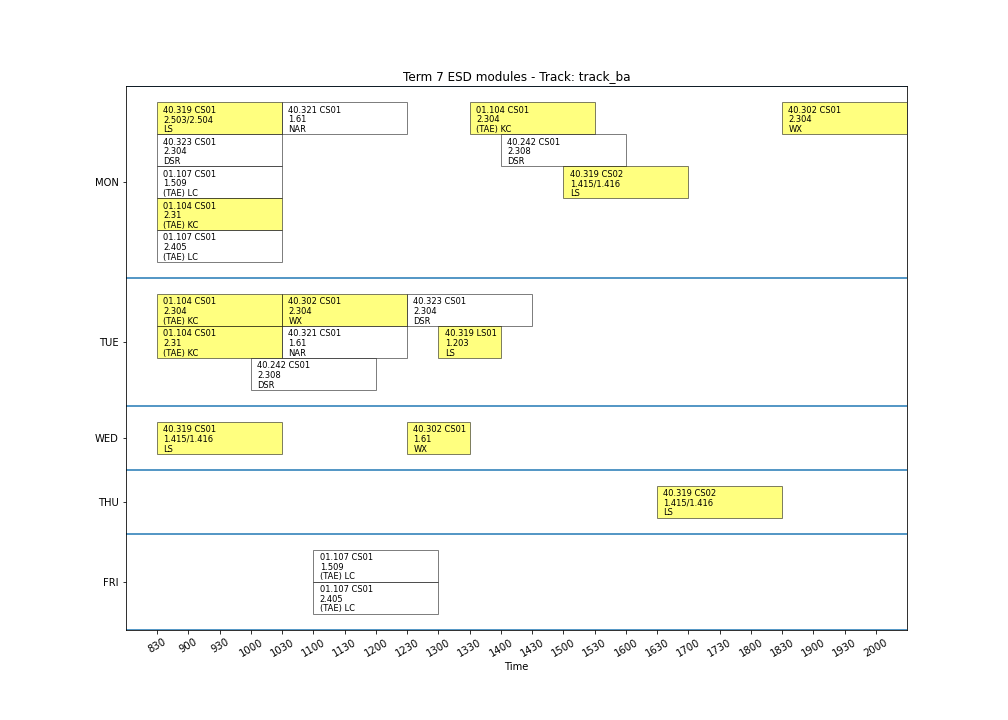 Term 7 ESD modules - Track: track_ba
MON
40.319 CS01
2.503/2.504
LS
40.321 CS01
1.61
NAR
01.104 CS01
2.304
(TAE) KC
40.302 CS01
2.304
WX
40.323 CS01
2.304
DSR
40.242 CS01
2.308
DSR
01.107 CS01
1.509
(TAE) LC
40.319 CS02
1.415/1.416
LS
01.104 CS01
2.31
(TAE) KC
01.107 CS01
2.405
(TAE) LC
TUE
01.104 CS01
2.304
(TAE) KC
40.302 CS01
2.304
WX
40.323 CS01
2.304
DSR
01.104 CS01
2.31
(TAE) KC
40.321 CS01
1.61
NAR
40.319 LS01
1.203
LS
40.242 CS01
2.308
DSR
WED
40.319 CS01
1.415/1.416
LS
40.302 CS01
1.61
WX
THU
40.319 CS02
1.415/1.416
LS
FRI
01.107 CS01
1.509
(TAE) LC
01.107 CS01
2.405
(TAE) LC
830 900 930 1000 1030 1100 1130 1200 1230 1300 1330 1400 1430 1500 1530 1600 1630 1700 1730 1800 1830 1900 1930 2000
Time